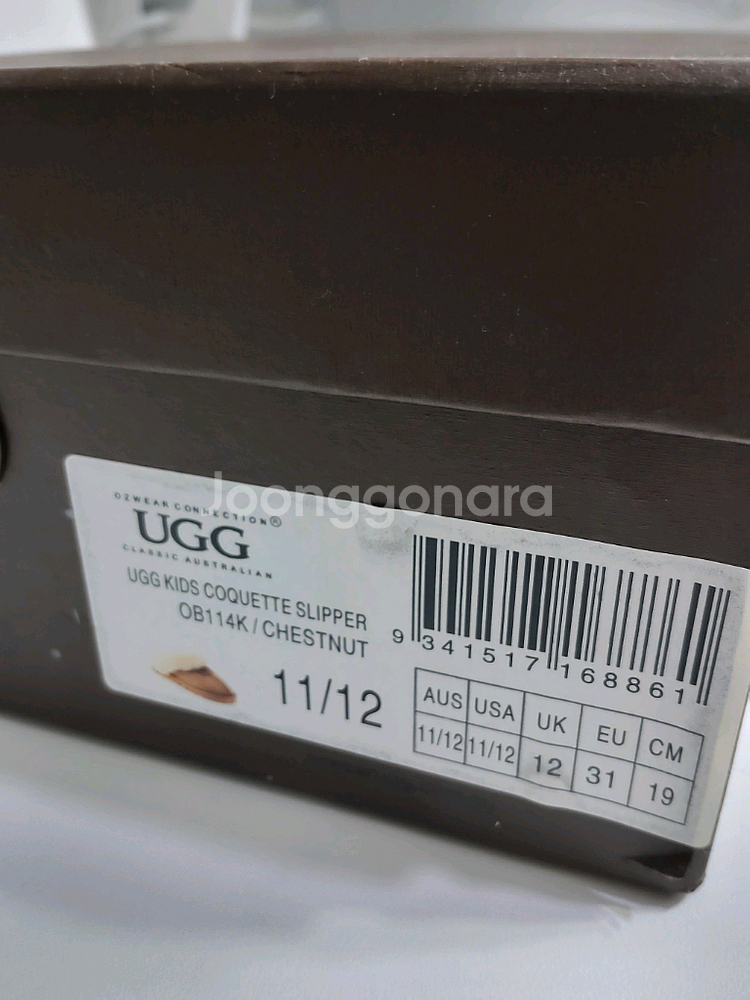 Joonggonara
OZWEAR CONNECTION®
UGG
CLASSIC AUSTRALIAN
UGG KIDS COQUETTE SLIPPER
OB114K / CHESTNUT
11/12
9 341517 168861
AUS USA UK EU CM
11/12 11/12 12 31 19